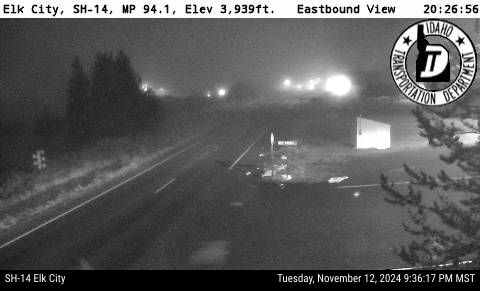 Elk City, SH-14, MP 94.1, Elev 3,939ft. Eastbound View 20:26:56
IDAHO
TRANSPORTATION DEPARTMENT
SH-14 Elk City Tuesday, November 12, 2024 9:36:17 PM MST